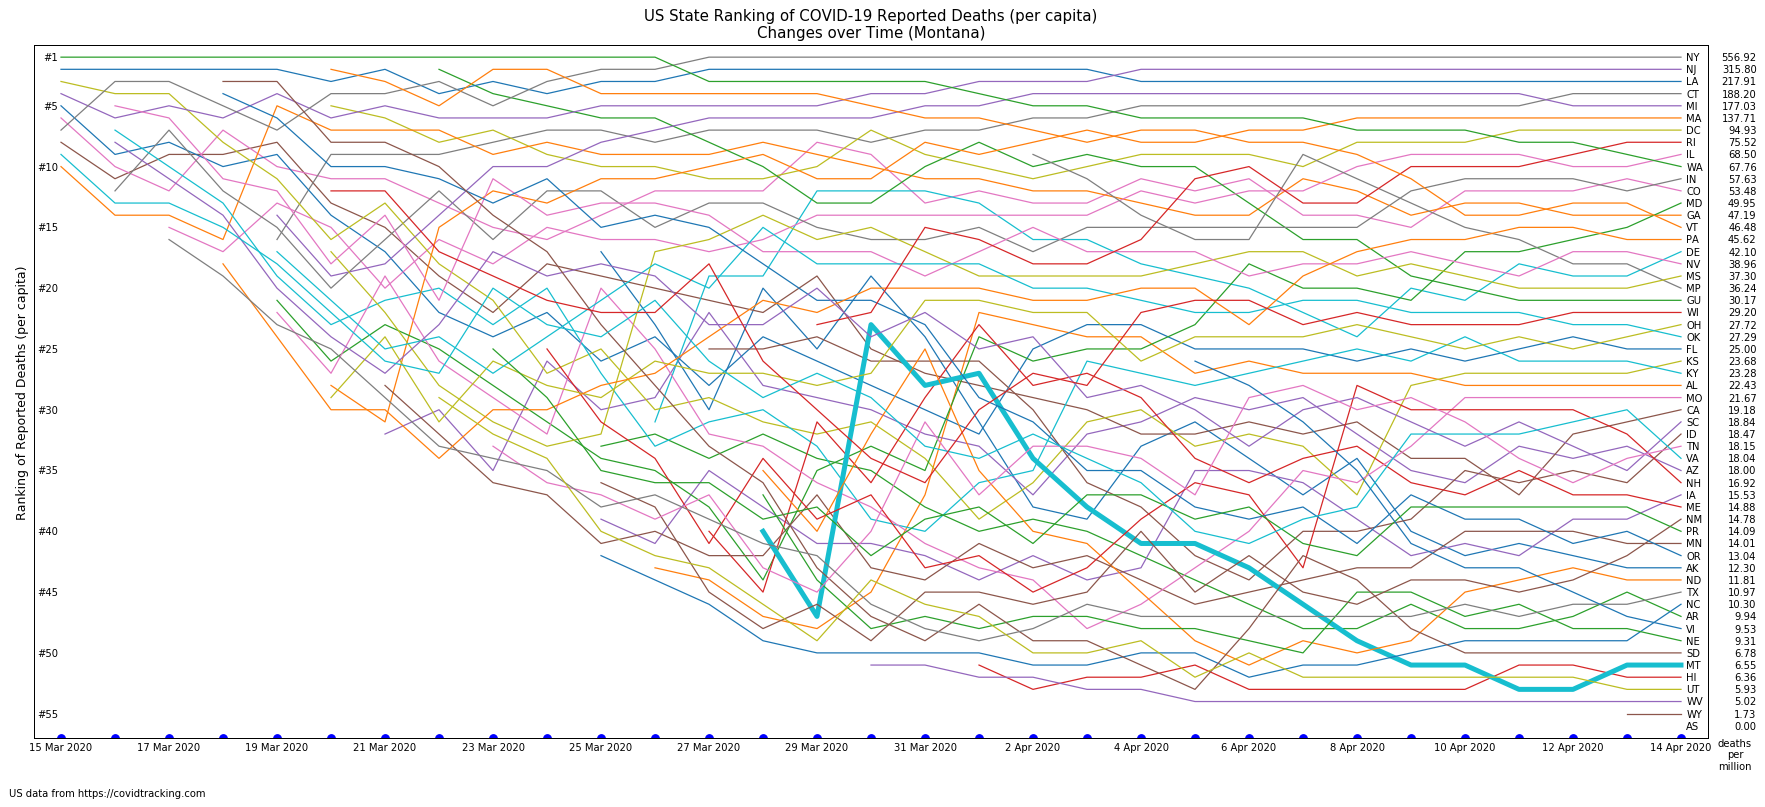 US State Ranking of COVID-19 Reported Deaths (per capita)
Changes over Time (Montana)
Ranking of Reported Deaths (per capita)
#1
#5
#10
#15
#20
#25
#30
#35
#40
#45
#50
#55
NY 556.92
NJ 315.80
LA 217.91
CT 188.20
MI 177.03
MA 137.71
DC 94.93
RI 75.52
IL 68.50
WA 67.76
IN 57.63
CO 53.48
MD 49.95
GA 47.19
VT 46.48
PA 45.62
DE 42.10
NV 38.96
MS 37.30
MP 36.24
GU 30.17
WI 29.20
OH 27.72
OK 27.29
FL 25.00
KS 23.68
KY 23.28
AL 22.43
MO 21.67
CA 19.18
SC 18.84
ID 18.47
TN 18.15
VA 18.04
AZ 18.00
NH 16.92
IA 15.53
ME 14.88
NM 14.78
PR 14.09
MN 14.01
OR 13.04
AK 12.30
ND 11.81
TX 10.97
NC 10.30
AR 9.94
VI 9.53
NE 9.31
SD 6.78
MT 6.55
HI 6.36
UT 5.93
WV 5.02
WY 1.73
AS 0.00
15 Mar 2020 17 Mar 2020 19 Mar 2020 21 Mar 2020 23 Mar 2020 25 Mar 2020 27 Mar 2020 29 Mar 2020 31 Mar 2020 2 Apr 2020 4 Apr 2020 6 Apr 2020 8 Apr 2020 10 Apr 2020 12 Apr 2020 14 Apr 2020
deaths
per
million
US data from https://covidtracking.com